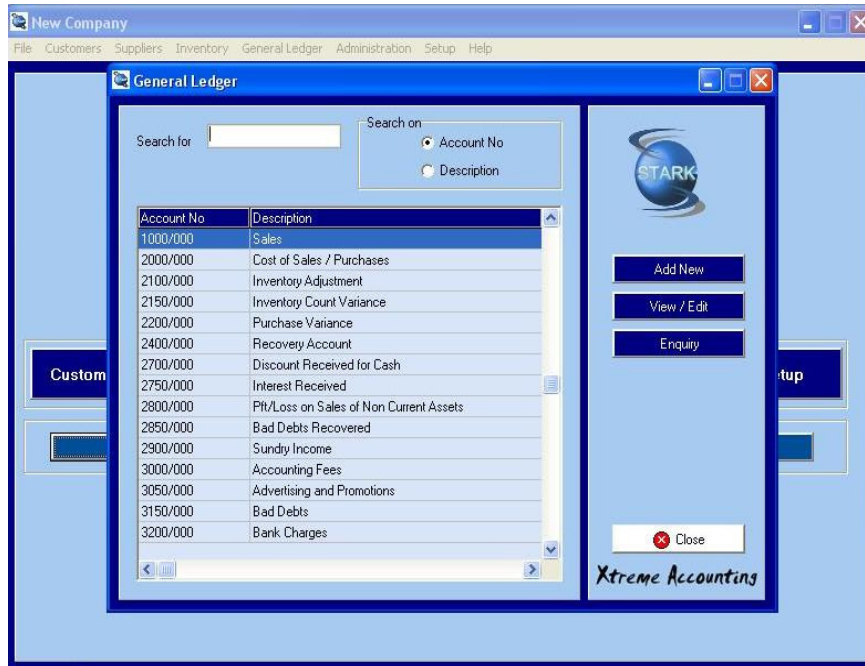 New Company
File Customers Suppliers Inventory General Ledger Administration Setup Help
General Ledger
Search for
Search on
Account No
Description
STARK
Account No Description
1000/000 Sales
2000/000 Cost of Sales / Purchases
2100/000 Inventory Adjustment
2150/000 Inventory Count Variance
2200/000 Purchase Variance
2400/000 Recovery Account
2700/000 Discount Received for Cash
2750/000 Interest Received
2800/000 Pft/Loss on Sales of Non Current Assets
2850/000 Bad Debts Recovered
2900/000 Sundry Income
3000/000 Accounting Fees
3050/000 Advertising and Promotions
3150/000 Bad Debts
3200/000 Bank Charges
Add New
View / Edit
Enquiry
Custom
tup
Close
Xtreme Accounting